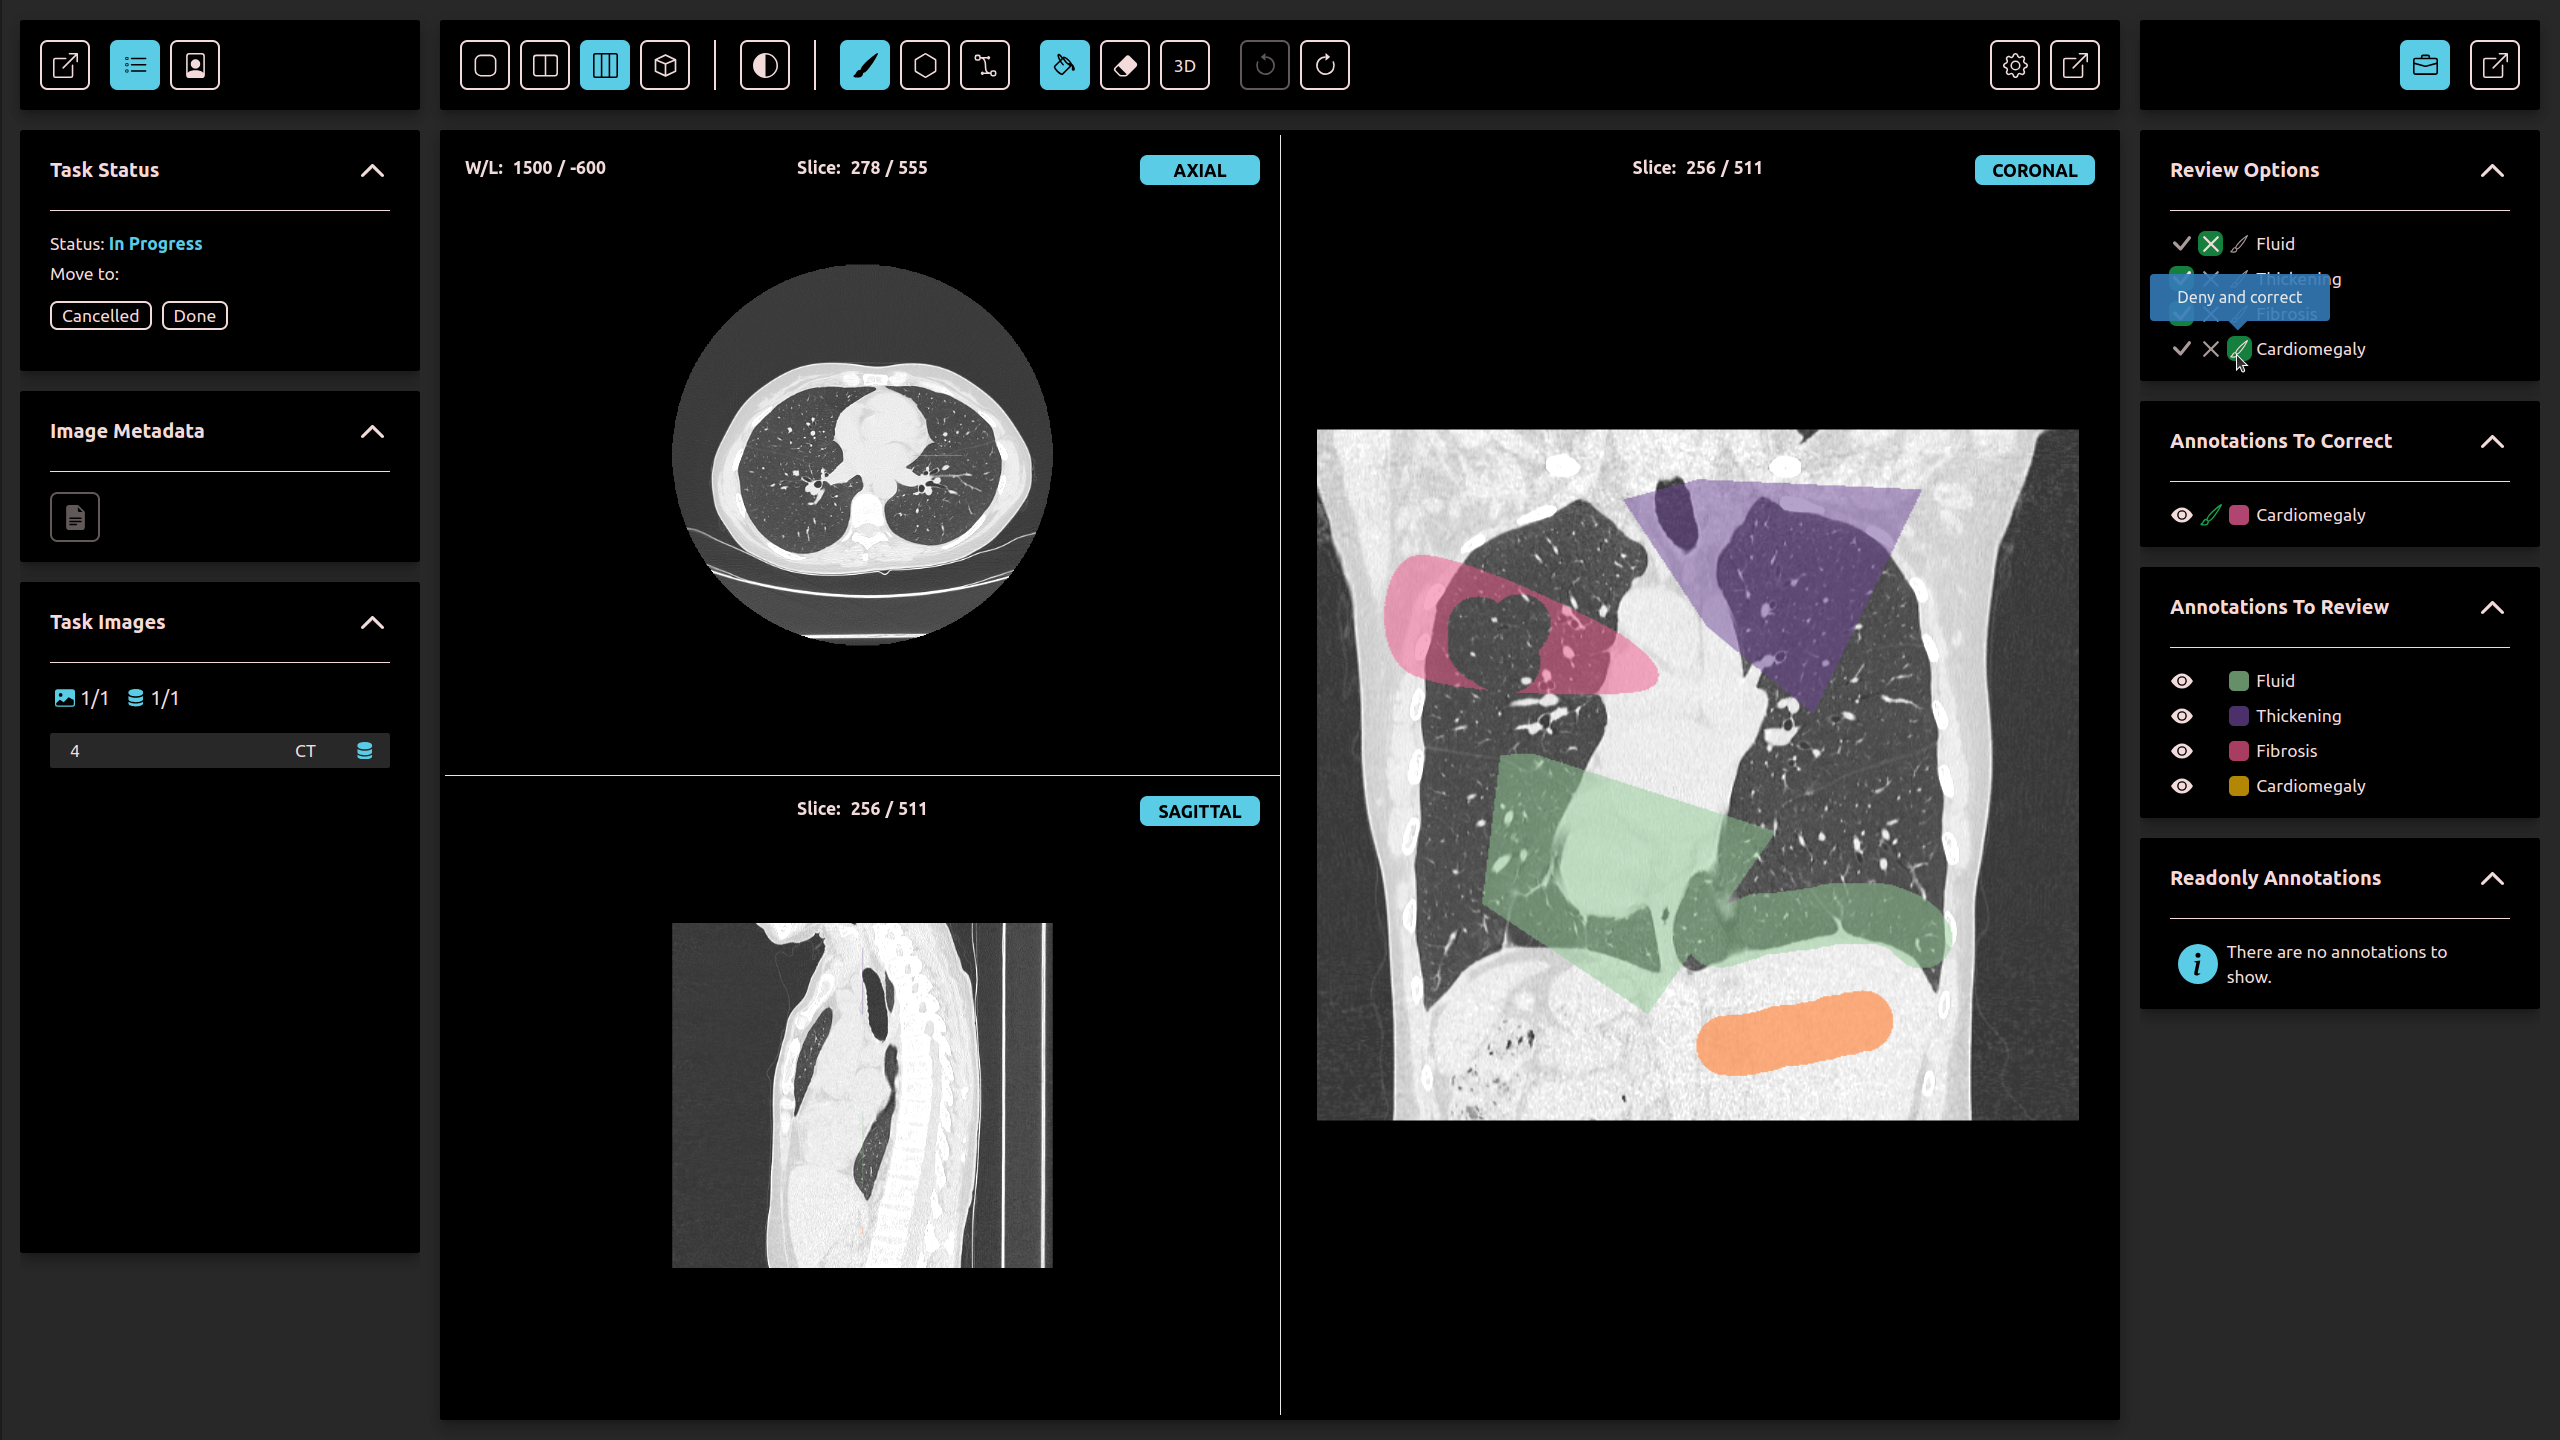 3D
Task Status
Status: In Progress
Move to:
Cancelled
Done
Image Metadata
Task Images
1/1
1/1
4
CT
W/L: 1500 / -600
Slice: 278 / 555
AXIAL
Slice: 256 / 511
SAGITTAL
Slice: 256 / 511
CORONAL
Review Options
Fluid
Thickening
Deny and correct
Fibrosis
Cardiomegaly
Annotations To Correct
Cardiomegaly
Annotations To Review
Fluid
Thickening
Fibrosis
Cardiomegaly
Readonly Annotations
There are no annotations to
show.